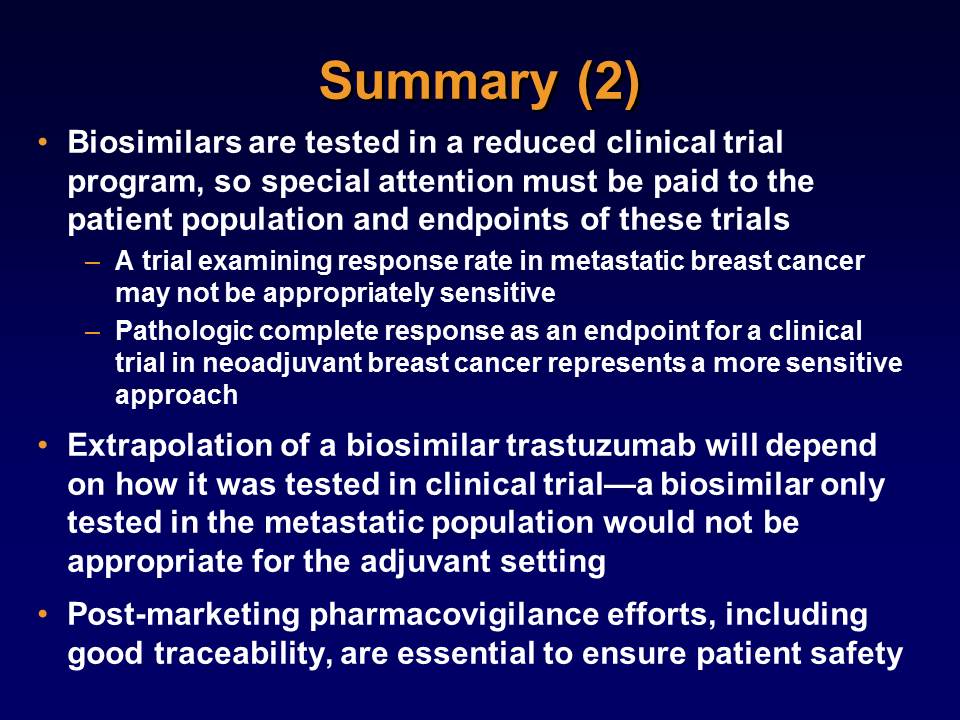 Summary (2)
• Biosimilars are tested in a reduced clinical trial
program, so special attention must be paid to the
patient population and endpoints of these trials
– A trial examining response rate in metastatic breast cancer
may not be appropriately sensitive
– Pathologic complete response as an endpoint for a clinical
trial in neoadjuvant breast cancer represents a more sensitive
approach
• Extrapolation of a biosimilar trastuzumab will depend
on how it was tested in clinical trial—a biosimilar only
tested in the metastatic population would not be
appropriate for the adjuvant setting
• Post-marketing pharmacovigilance efforts, including
good traceability, are essential to ensure patient safety